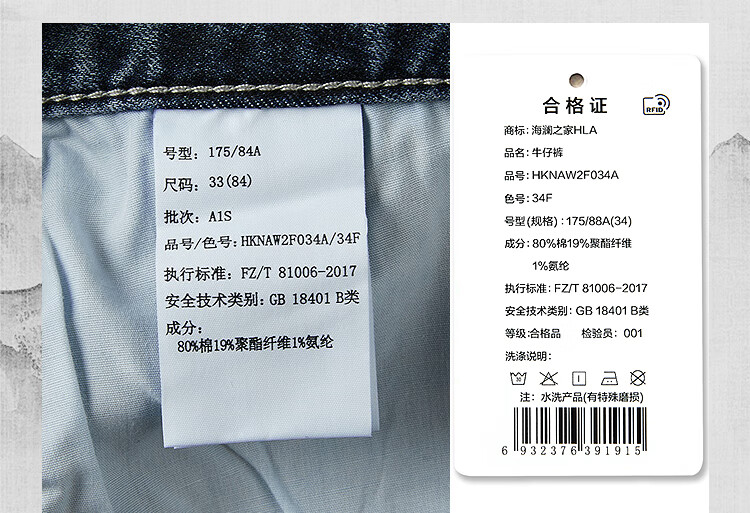 号型: 175/84A
尺码: 33(84)
批次: A1S
品号/色号: HKNAW2F034A/34F
执行标准: FZ/T 81006-2017
安全技术类别: GB 18401 B类
成分:
80%棉19%聚酯纤维1%氨纶
合格证
RFID
商标: 海澜之家HLA
品名: 牛仔裤
品号: HKNAW2F034A
色号: 34F
号型(规格) : 175/88A(34)
成分: 80%棉19%聚酯纤维
1%氨纶
执行标准: FZ/T 81006-2017
安全技术类别: GB 18401 B类
等级:合格品 检验员: 001
洗涤说明:
注: 水洗产品(有特殊磨损)
6 932376 391915